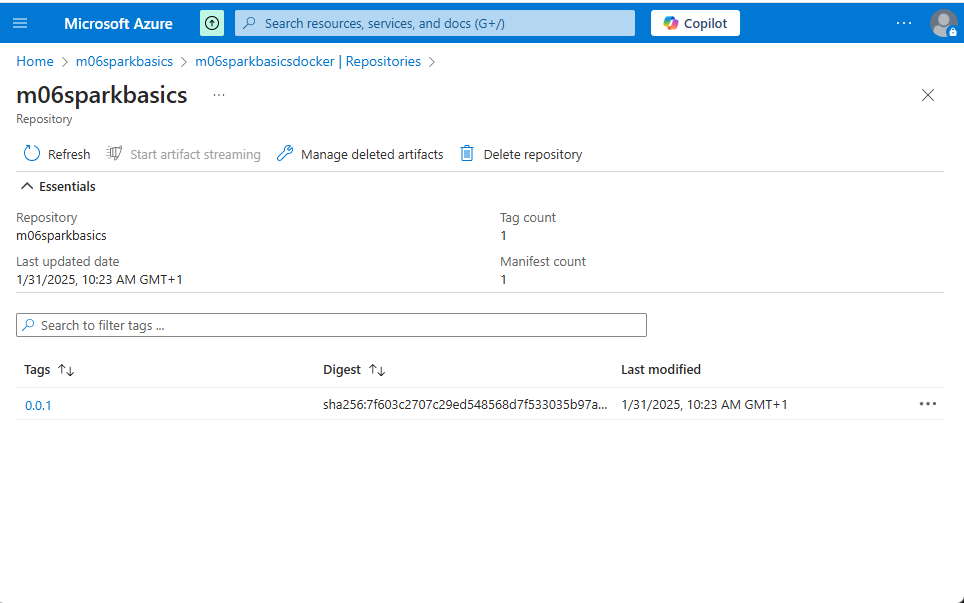 Microsoft Azure Search resources, services, and docs (G+/) Copilot ...
Home > m06sparkbasics > m06sparkbasicsdocker | Repositories >
m06sparkbasics ...
Repository
Refresh Start artifact streaming Manage deleted artifacts Delete repository
Essentials
Repository Tag count
m06sparkbasics 1
Last updated date Manifest count
1/31/2025, 10:23 AM GMT+1 1
Search to filter tags ...
Tags Digest Last modified
0.0.1 sha256:7f603c2707c29ed548568d7f533035b97a... 1/31/2025, 10:23 AM GMT+1 ...